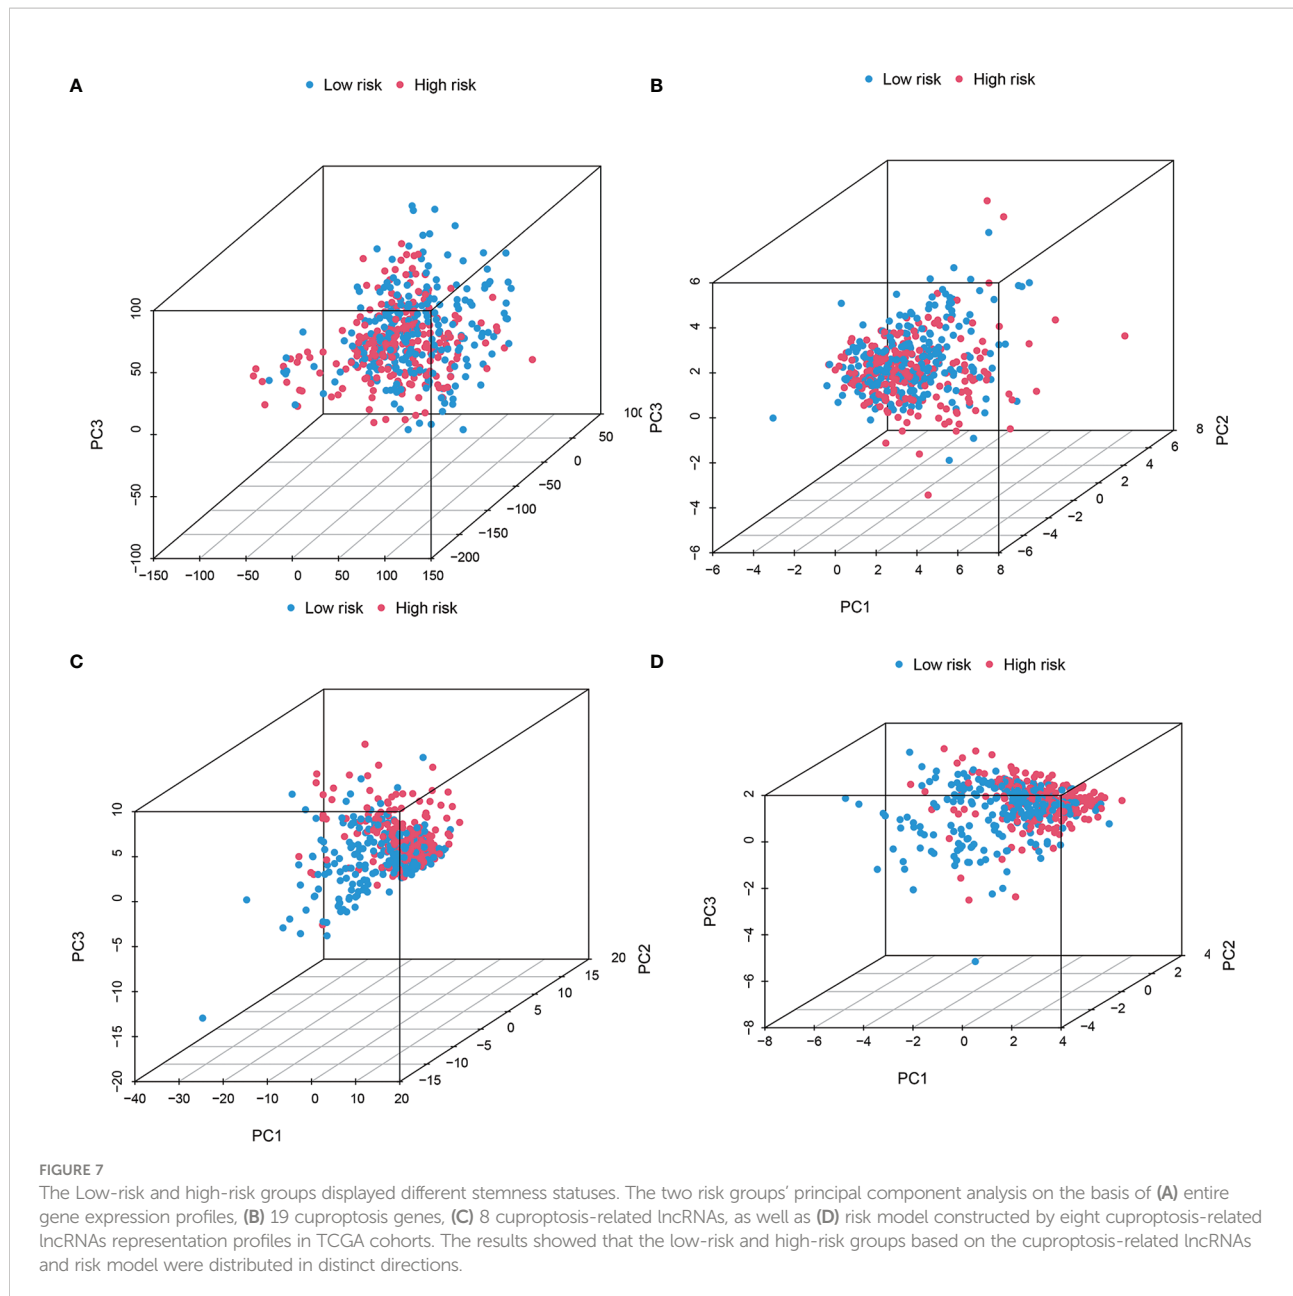 A
Low risk High risk
100
50
0
−50
−100
PC3
−150 −100 −50 0 50 100 150
−200
−150
−100
−50
0
50
100
B
Low risk High risk
6
4
2
0
−2
−4
−6
PC3
−6 −4 −2 0 2 4 6 8
PC1
−6
−4
−2
0
2
4
6
8
PC2
C
Low risk High risk
10
5
0
−5
−10
−15
−20
PC3
−40 −30 −20 −10 0 10 20
PC1
−15
−10
−5
0
5
10
15
20
PC2
D
Low risk High risk
2
0
−2
−4
−6
−8
PC3
−8 −6 −4 −2 0 2 4
PC1
−4
−2
0
2
4
PC2
FIGURE 7
The Low-risk and high-risk groups displayed different stemness statuses. The two risk groups’ principal component analysis on the basis of (A) entire
gene expression profiles, (B) 19 cuproptosis genes, (C) 8 cuproptosis-related lncRNAs, as well as (D) risk model constructed by eight cuproptosis-related
lncRNAs representation profiles in TCGA cohorts. The results showed that the low-risk and high-risk groups based on the cuproptosis-related lncRNAs
and risk model were distributed in distinct directions.